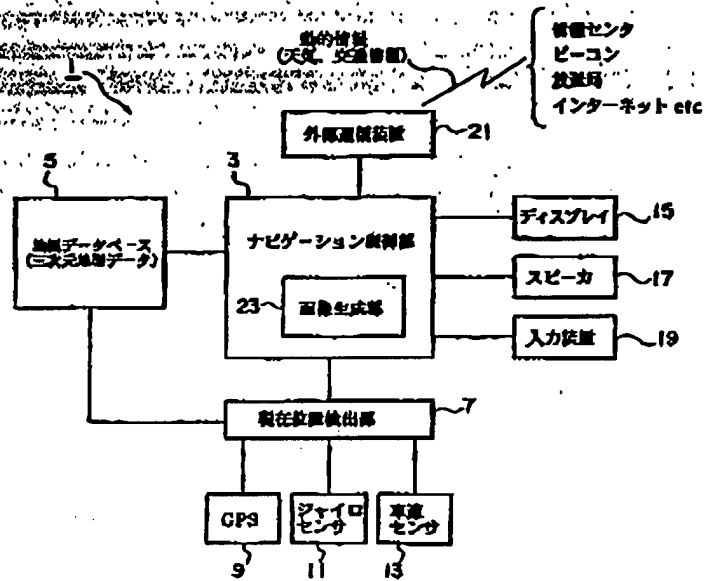 動的情報
(天気、交通情報)
情報センタ
ビーコン
放送局
インターネット etc
1
外部通信装置
21
5
3
地図データベース
(三次元地形データ)
ナビゲーション制御部
23
画像生成部
ディスプレイ
15
スピーカ
17
入力装置
19
現在位置検出部
7
GPS
ジャイロ
センサ
車速
センサ
9
11
13